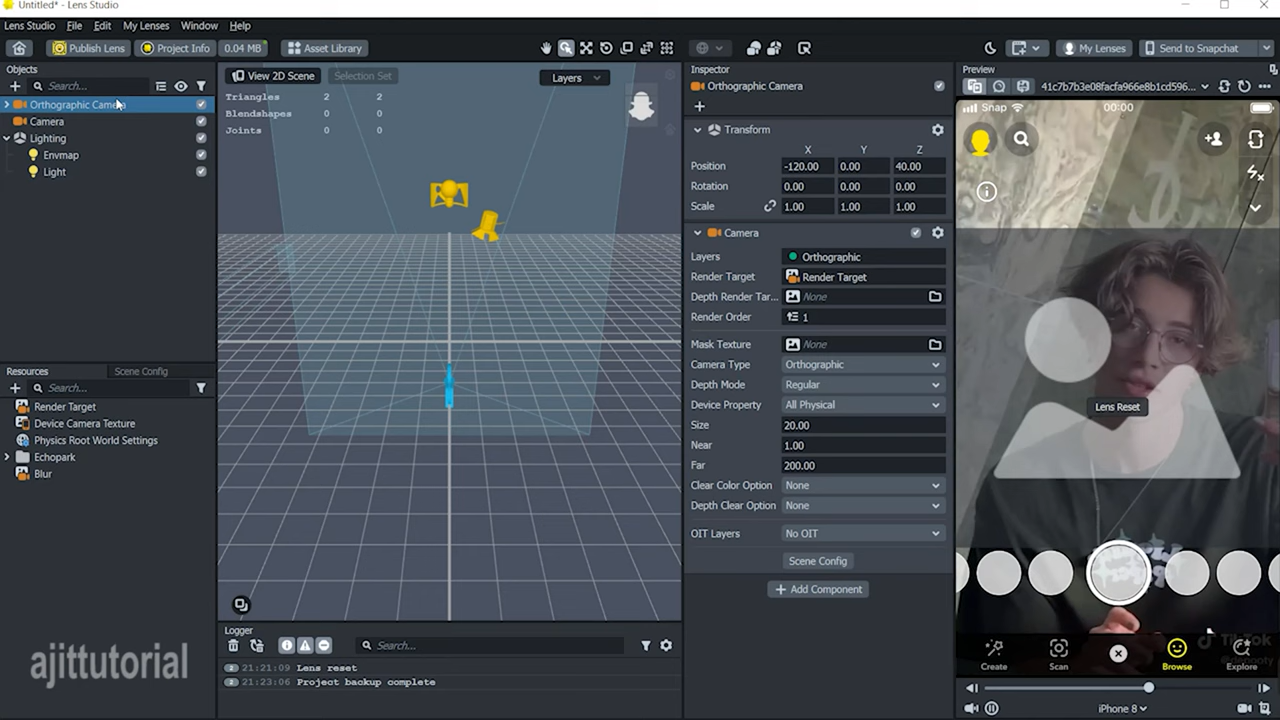 Untitled* - Lens Studio
Lens Studio File Edit My Lenses Window Help
Publish Lens Project Info 0.04 MB Asset Library My Lenses Send to Snapchat
Objects
Search...
Orthographic Camera
Camera
Lighting
Envmap
Light
Resources Scene Config
Search...
Render Target
Device Camera Texture
Physics Root World Settings
Echopark
Blur
ajittutorial
View 2D Scene Selection Set Layers
Triangles 2 2
Blendshapes 0 0
Joints 0 0
Logger
Search...
21:21:09 Lens reset
21:23:06 Project backup complete
Inspector
Orthographic Camera
Transform
X Y Z
Position -120.00 0.00 40.00
Rotation 0.00 0.00 0.00
Scale 1.00 1.00 1.00
Camera
Layers Orthographic
Render Target Render Target
Depth Render Tar... None
Render Order 1
Mask Texture None
Camera Type Orthographic
Depth Mode Regular
Device Property All Physical
Size 20.00
Near 1.00
Far 200.00
Clear Color Option None
Depth Clear Option None
OIT Layers No OIT
Scene Config
Add Component
Preview
41c7b7b3e08facfa966e8b1cd596...
Snap 00:00
Lens Reset
TikTok
Create Scan Browse Explore
iPhone 8